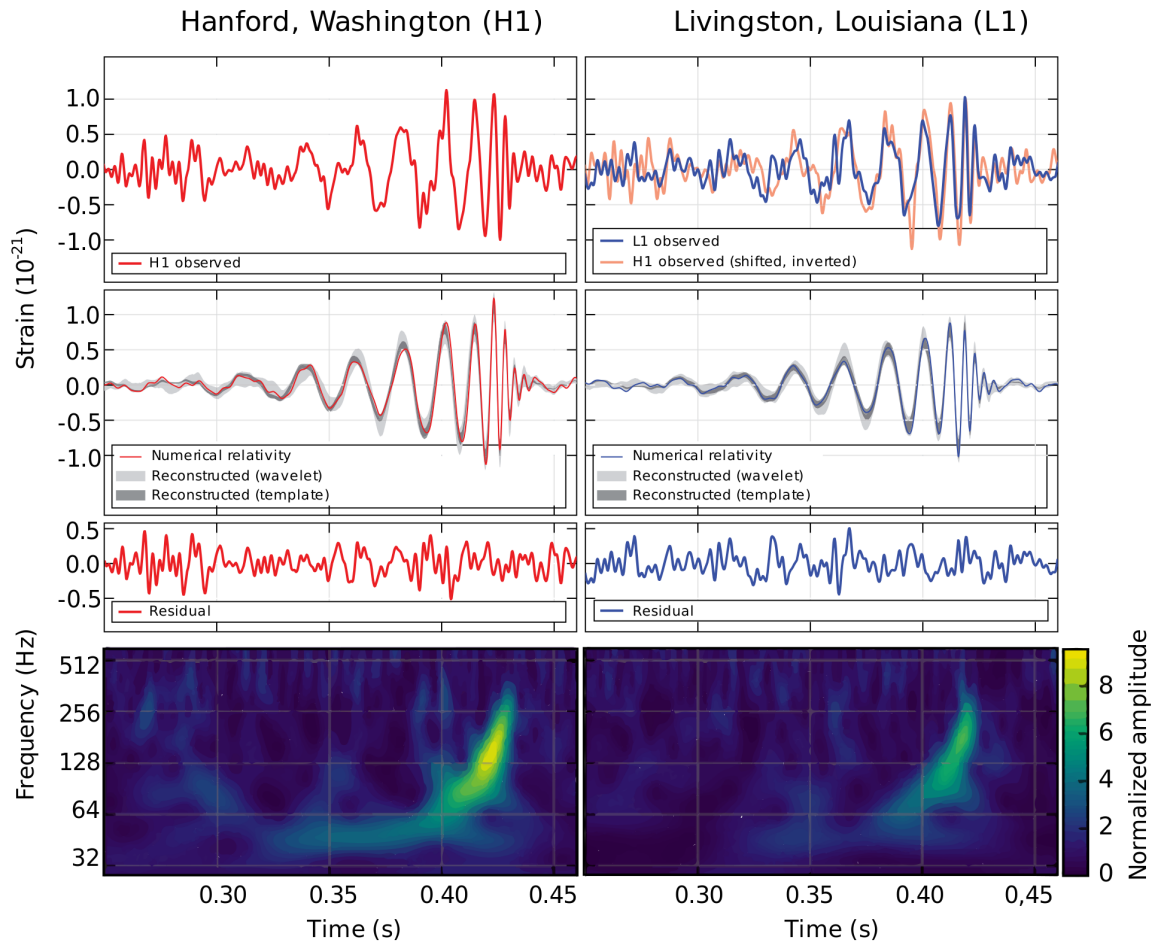 Hanford, Washington (H1)
Livingston, Louisiana (L1)
Strain (10-21)
1.0
0.5
0.0
-0.5
-1.0
H1 observed
L1 observed
H1 observed (shifted, inverted)
1.0
0.5
0.0
-0.5
-1.0
Numerical relativity
Reconstructed (wavelet)
Reconstructed (template)
Numerical relativity
Reconstructed (wavelet)
Reconstructed (template)
0.5
0.0
-0.5
Residual
Residual
Frequency (Hz)
512
256
128
64
32
Normalized amplitude
8
6
4
2
0
0.30
0.35
0.40
0.45
0.30
0.35
0.40
0,45
Time (s)
Time (s)